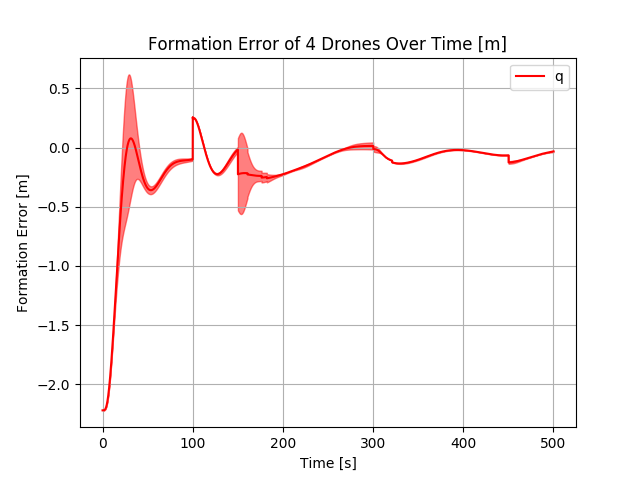 Formation Error of 4 Drones Over Time [m]
q
Formation Error [m]
0.5
0.0
−0.5
−1.0
−1.5
−2.0
0 100 200 300 400 500
Time [s]